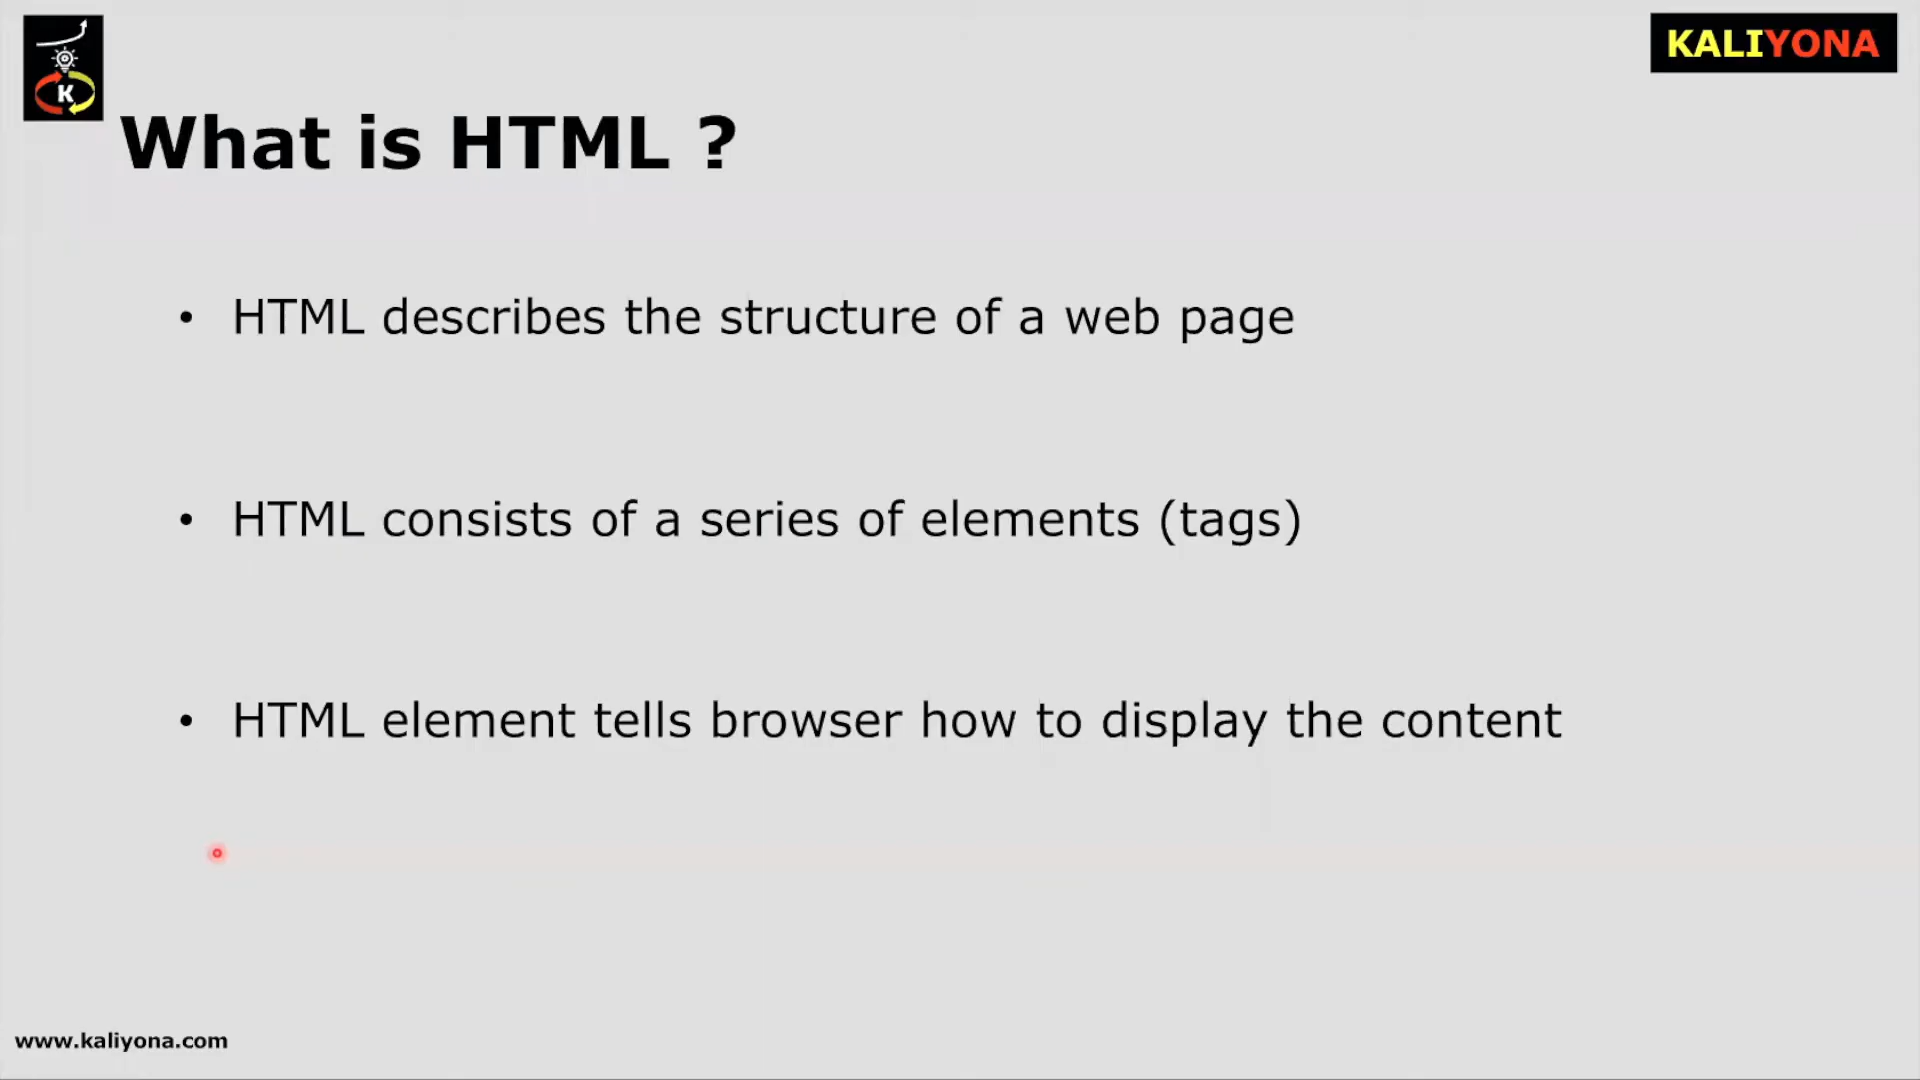 K
KALIYONA
What is HTML ?
• HTML describes the structure of a web page
• HTML consists of a series of elements (tags)
• HTML element tells browser how to display the content
www.kaliyona.com